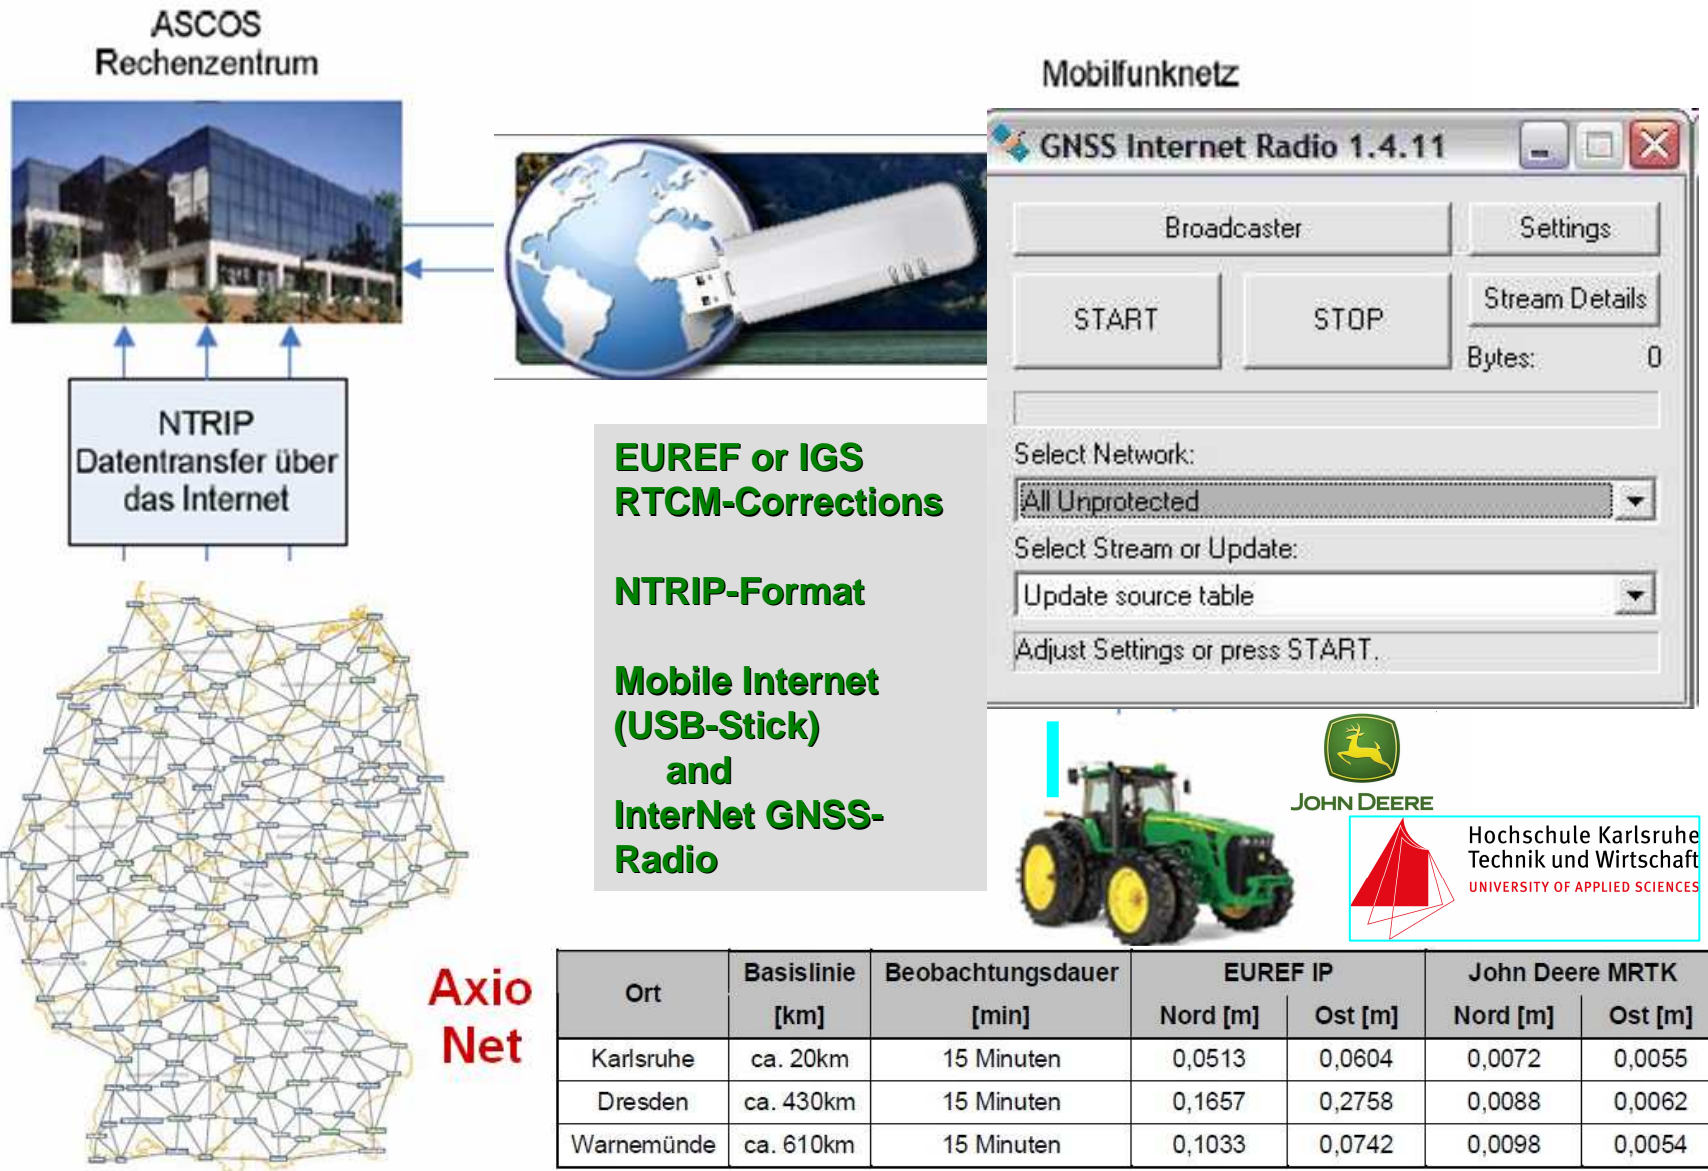 ASCOS
Rechenzentrum
Mobilfunknetz
GNSS Internet Radio 1.4.11
Broadcaster
Settings
START
STOP
Stream Details
Bytes: 0
Select Network:
All Unprotected
Select Stream or Update:
Update source table
Adjust Settings or press START.
NTRIP
Datentransfer über
das Internet
EUREF or IGS
RTCM-Corrections
NTRIP-Format
Mobile Internet
(USB-Stick)
and
InterNet GNSS-
Radio
JOHN DEERE
Hochschule Karlsruhe
Technik und Wirtschaft
UNIVERSITY OF APPLIED SCIENCES
Axio
Net
Ort Basislinie Beobachtungsdauer EUREF IP John Deere MRTK
[km] [min] Nord [m] Ost [m] Nord [m] Ost [m]
Karlsruhe ca. 20km 15 Minuten 0,0513 0,0604 0,0072 0,0055
Dresden ca. 430km 15 Minuten 0,1657 0,2758 0,0088 0,0062
Warnemünde ca. 610km 15 Minuten 0,1033 0,0742 0,0098 0,0054